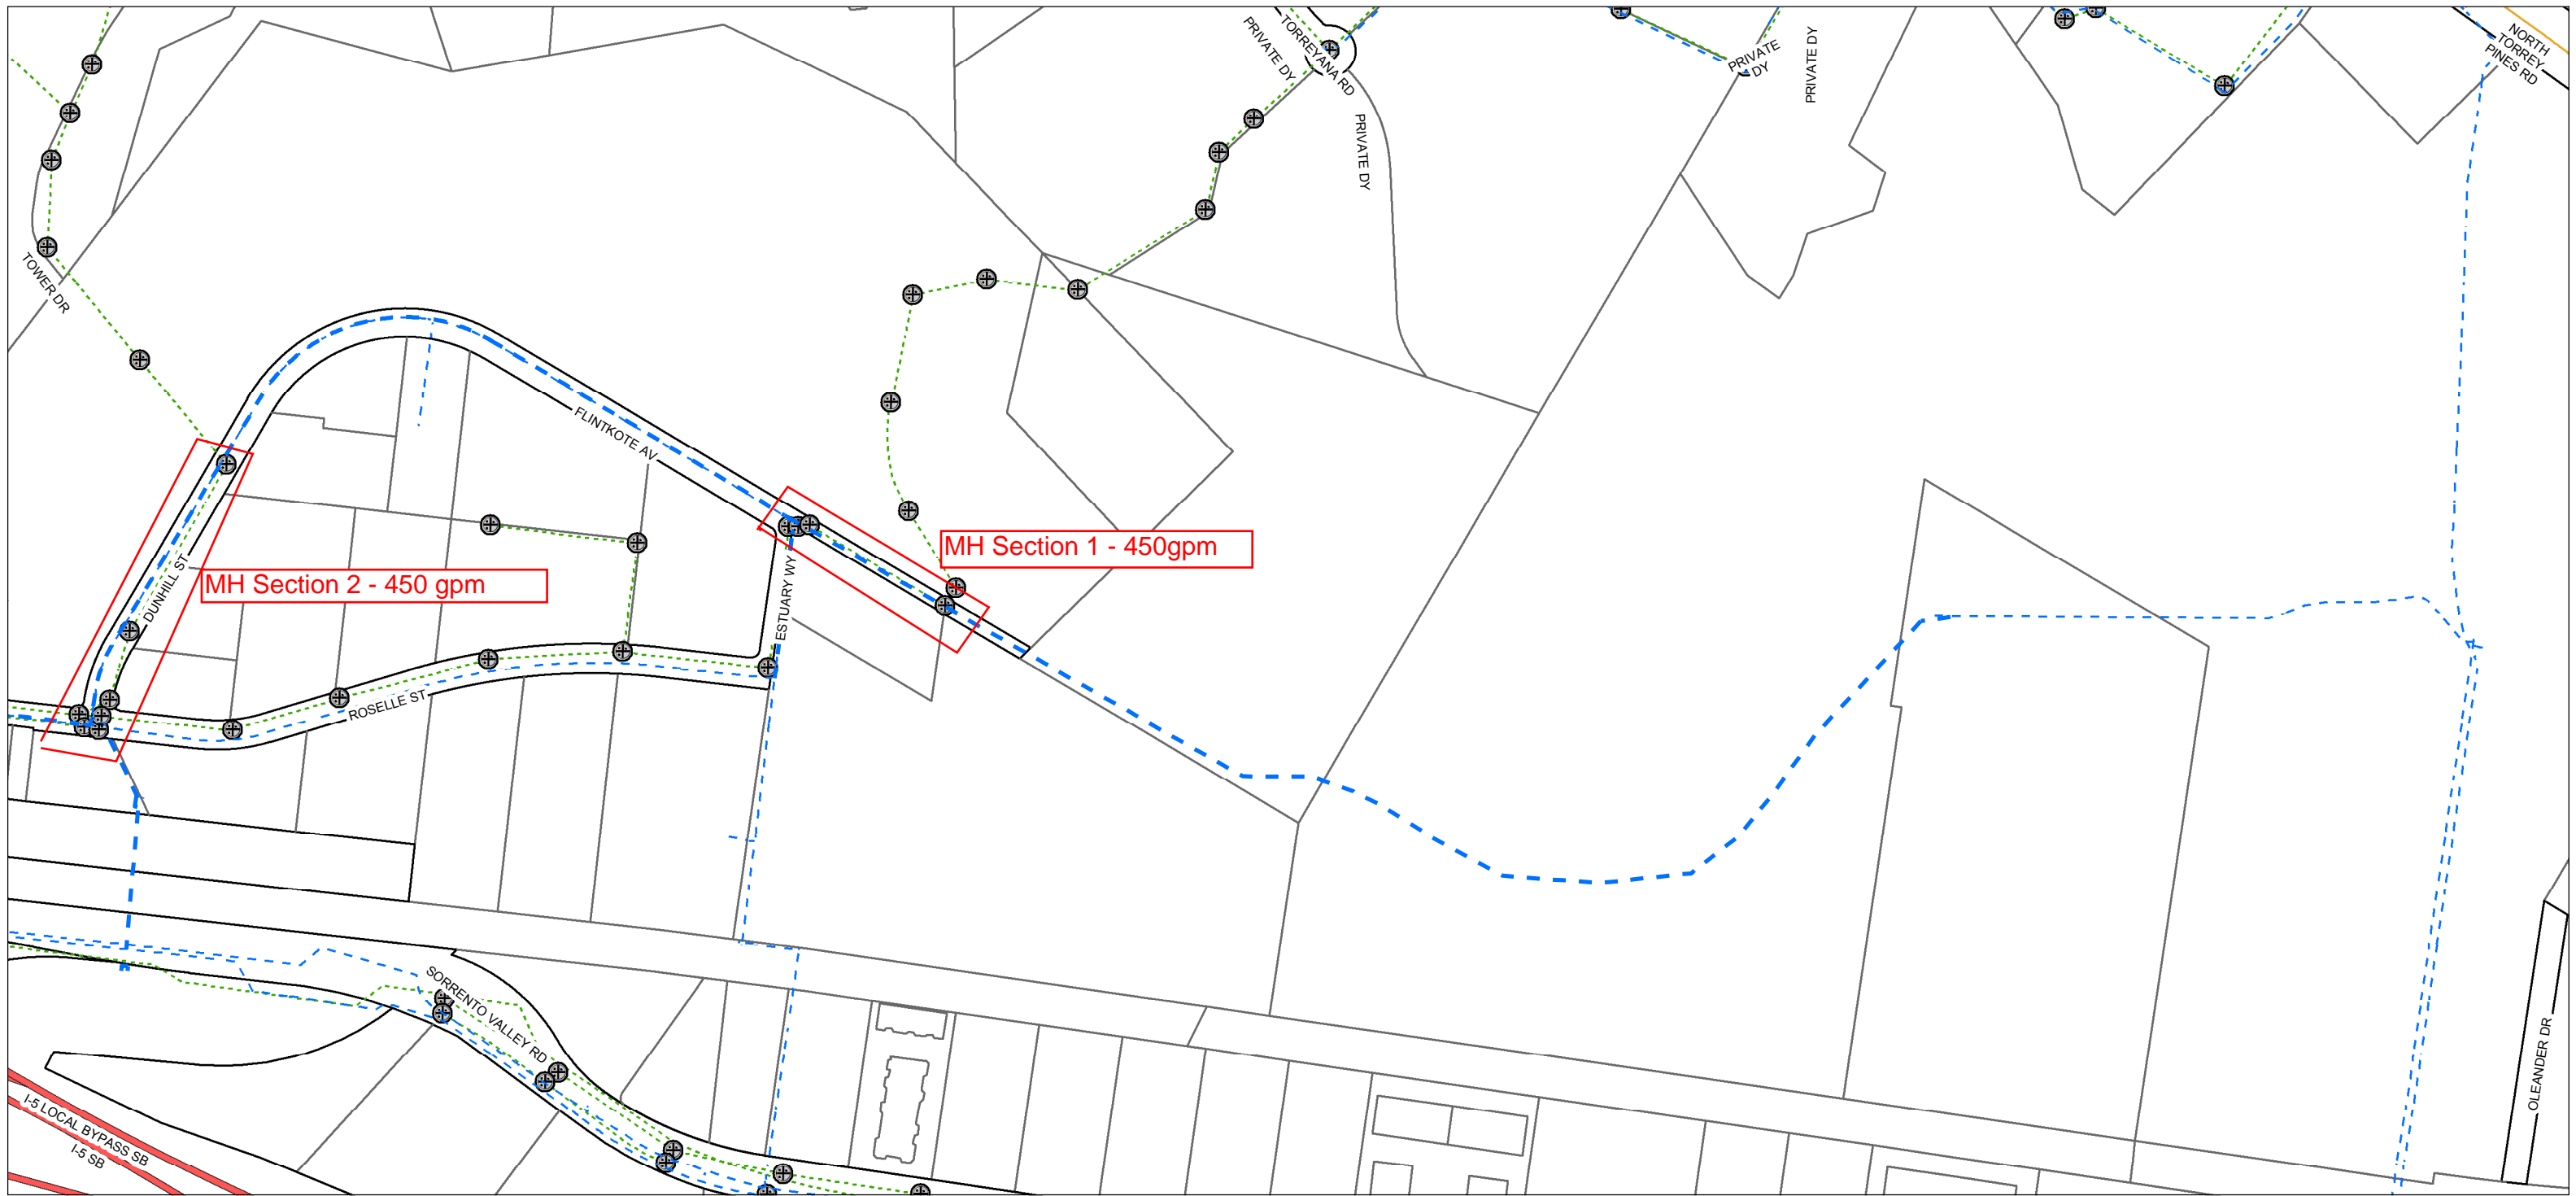 TORREYANA RD
PRIVATE DY
PRIVATE DY
PRIVATE
DY
PRIVATE DY
NORTH
TORREY
PINES RD
TOWER DR
FLINTKOTE AV
MH Section 1 - 450gpm
MH Section 2 - 450 gpm
DUNHILL ST
ESTUARY WY
ROSELLE ST
SORRENTO VALLEY RD
OLEANDER DR
I-5 LOCAL BYPASS SB
I-5 SB